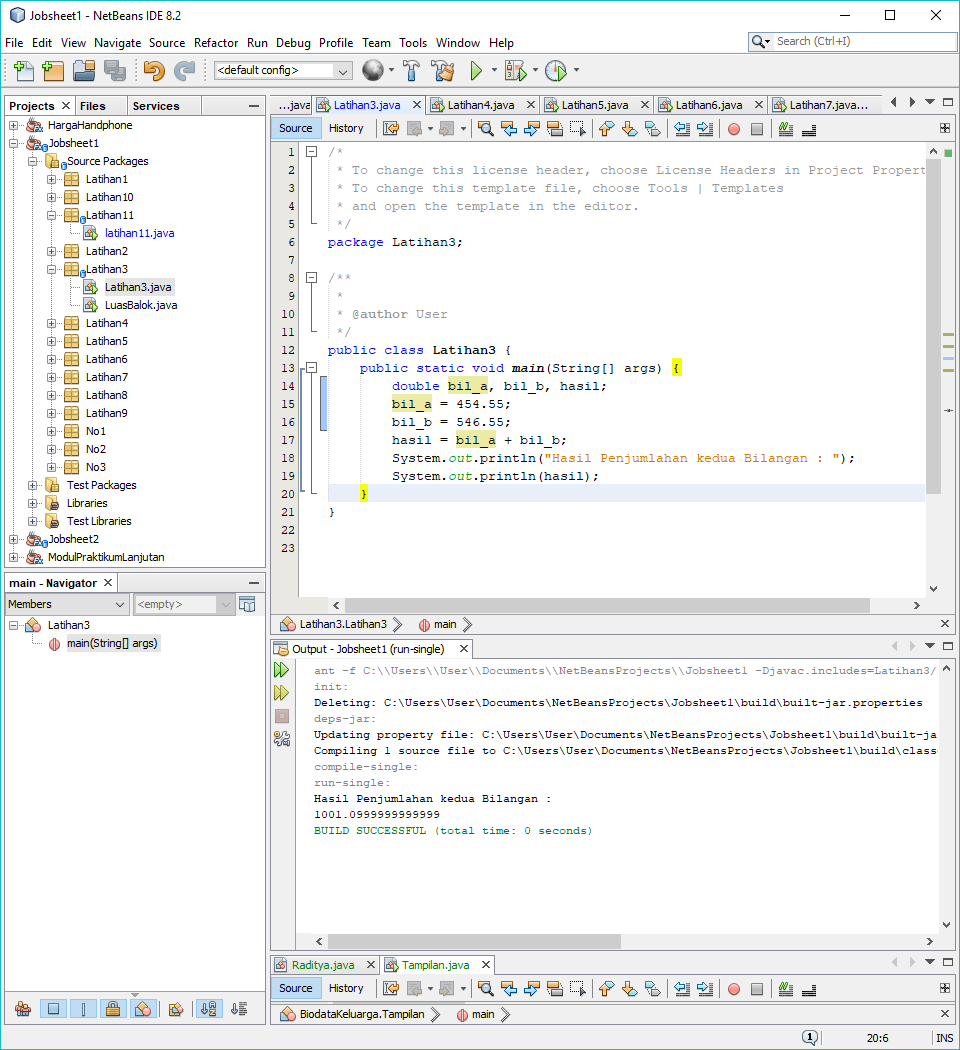 Jobsheet1 - NetBeans IDE 8.2
File Edit View Navigate Source Refactor Run Debug Profile Team Tools Window Help
Search (Ctrl+I)
<default config>
Projects Files Services
HargaHandphone
Jobsheet1
Source Packages
Latihan1
Latihan10
Latihan11
latihan11.java
Latihan2
Latihan3
Latihan3.java
LuasBalok.java
Latihan4
Latihan5
Latihan6
Latihan7
Latihan8
Latihan9
No1
No2
No3
Test Packages
Libraries
Test Libraries
Jobsheet2
ModulPraktikumLanjutan
main - Navigator
Members <empty>
Latihan3
main(String[] args)
...java Latihan3.java Latihan4.java Latihan5.java Latihan6.java Latihan7.java...
Source History
1 /*
2 * To change this license header, choose License Headers in Project Propert
3 * To change this template file, choose Tools | Templates
4 * and open the template in the editor.
5 */
6 package Latihan3;
7
8 /**
9 *
10 * @author User
11 */
12 public class Latihan3 {
13 public static void main(String[] args) {
14 double bil_a, bil_b, hasil;
15 bil_a = 454.55;
16 bil_b = 546.55;
17 hasil = bil_a + bil_b;
18 System.out.println("Hasil Penjumlahan kedua Bilangan : ");
19 System.out.println(hasil);
20 }
21 }
22
23
Latihan3.Latihan3 main
Output - Jobsheet1 (run-single)
ant -f C:\\Users\\User\\Documents\\NetBeansProjects\\Jobsheet1 -Djavac.includes=Latihan3/
init:
Deleting: C:\Users\User\Documents\NetBeansProjects\Jobsheet1\build\built-jar.properties
deps-jar:
Updating property file: C:\Users\User\Documents\NetBeansProjects\Jobsheet1\build\built-ja
Compiling 1 source file to C:\Users\User\Documents\NetBeansProjects\Jobsheet1\build\class
compile-single:
run-single:
Hasil Penjumlahan kedua Bilangan :
1001.0999999999999
BUILD SUCCESSFUL (total time: 0 seconds)
Raditya.java Tampilan.java
Source History
BiodataKeluarga.Tampilan main
1 20:6 INS